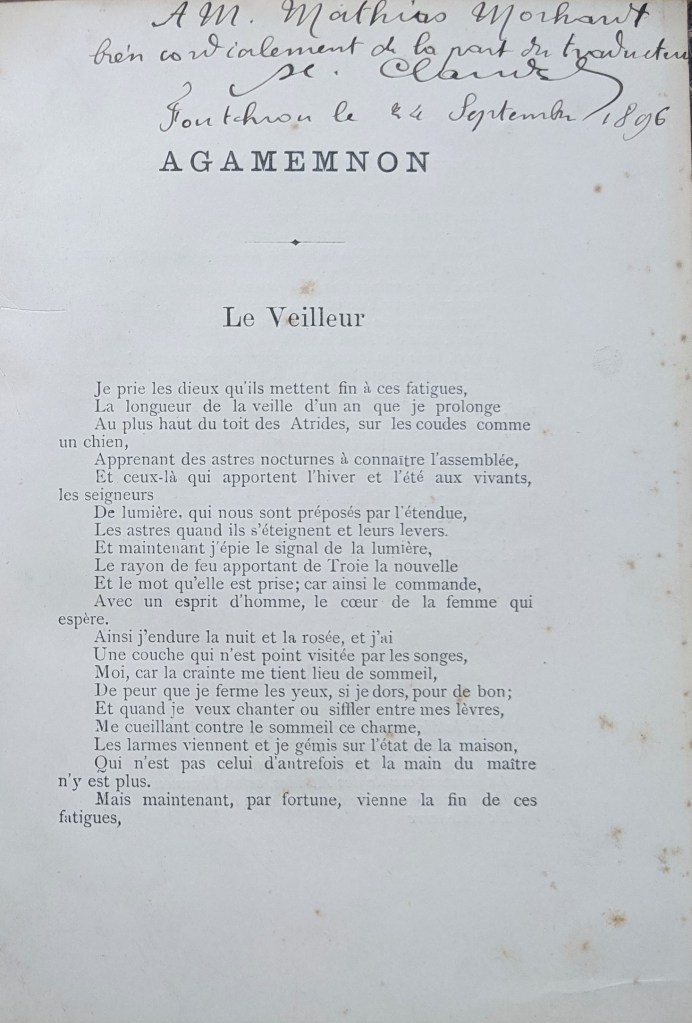 A M. Mathias Morhardt
bien cordialement de la part du traducteur
Claudel
Foutchéou le 24 Septembre 1896
AGAMEMNON
Le Veilleur
Je prie les dieux qu'ils mettent fin à ces fatigues,
La longueur de la veille d'un an que je prolonge
Au plus haut du toit des Atrides, sur les coudes comme
un chien,
Apprenant des astres nocturnes à connaître l'assemblée,
Et ceux-là qui apportent l'hiver et l'été aux vivants,
les seigneurs
De lumière, qui nous sont préposés par l'étendue,
Les astres quand ils s'éteignent et leurs levers.
Et maintenant j'épie le signal de la lumière,
Le rayon de feu apportant de Troie la nouvelle
Et le mot qu'elle est prise; car ainsi le commande,
Avec un esprit d'homme, le cœur de la femme qui
espère.
Ainsi j'endure la nuit et la rosée, et j'ai
Une couche qui n'est point visitée par les songes,
Moi, car la crainte me tient lieu de sommeil,
De peur que je ferme les yeux, si je dors, pour de bon;
Et quand je veux chanter ou siffler entre mes lèvres,
Me cueillant contre le sommeil ce charme,
Les larmes viennent et je gémis sur l'état de la maison,
Qui n'est pas celui d'autrefois et la main du maître
n'y est plus.
Mais maintenant, par fortune, vienne la fin de ces
fatigues,